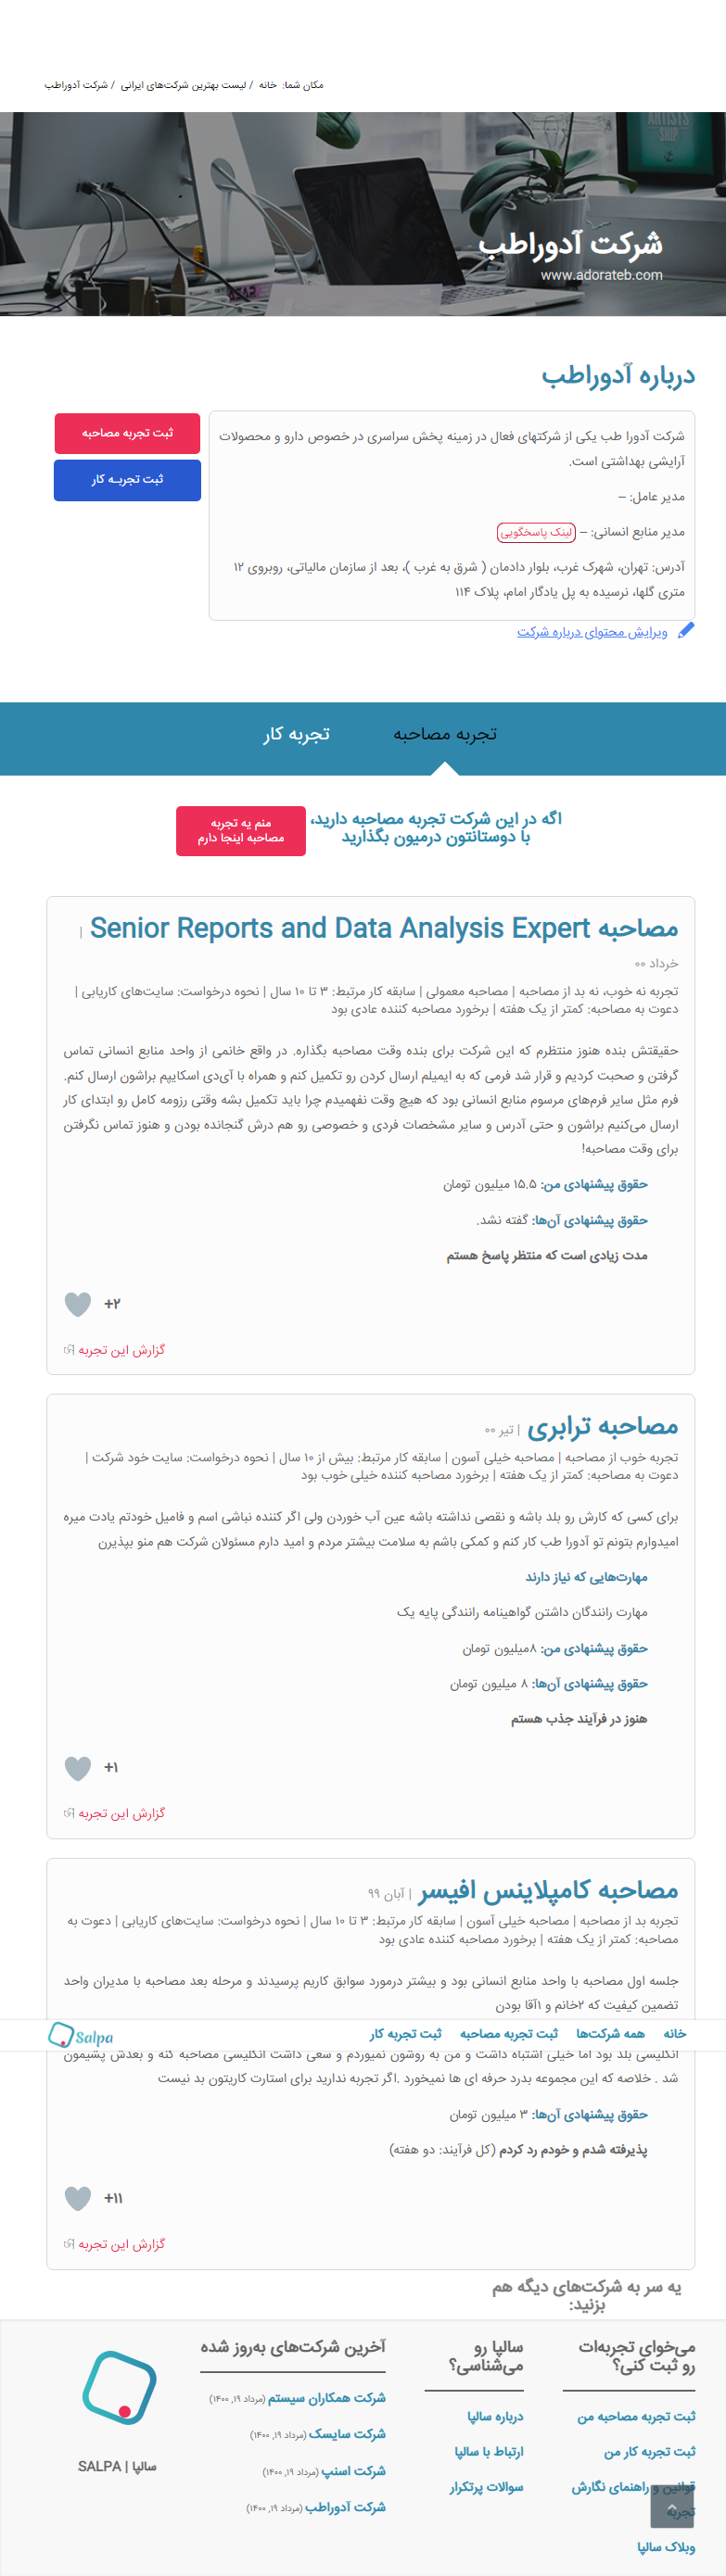 مکان شما: خانه / لیست بهترین شرکت‌های ایرانی / شرکت آدوراطب
ARTISTS
SHIP
شرکت آدوراطب
www.adorateb.com
درباره آدوراطب
شرکت آدورا طب یکی از شرکتهای فعال در زمینه پخش سراسری در خصوص دارو و محصولات
آرایشی بهداشتی است.
مدیر عامل: –
مدیر منابع انسانی: – لینک پاسخگویی
آدرس: تهران، شهرک غرب، بلوار دادمان ( شرق به غرب )، بعد از سازمان مالیاتی، روبروی ۱۲
متری گلها، نرسیده به پل یادگار امام، پلاک ۱۱۴
ثبت تجربه مصاحبه
ثبت تجربـه کار
ویرایش محتوای درباره شرکت
تجربه مصاحبه
تجربه کار
اگه در این شرکت تجربه مصاحبه دارید،
با دوستانتون درمیون بگذارید
منم یه تجربه
مصاحبه اینجا دارم
مصاحبه Senior Reports and Data Analysis Expert |
خرداد ۰۰
تجربه نه خوب، نه بد از مصاحبه | مصاحبه معمولی | سابقه کار مرتبط: ۳ تا ۱۰ سال | نحوه درخواست: سایت‌های کاریابی |
دعوت به مصاحبه: کمتر از یک هفته | برخورد مصاحبه کننده عادی بود
حقیقتش بنده هنوز منتظرم که این شرکت برای بنده وقت مصاحبه بگذاره. در واقع خانمی از واحد منابع انسانی تماس
گرفتن و صحبت کردیم و قرار شد فرمی که به ایمیلم ارسال کردن رو تکمیل کنم و همراه با آی‌دی اسکایپم براشون ارسال کنم.
فرم مثل سایر فرم‌های مرسوم منابع انسانی بود که هیچ وقت نفهمیدم چرا باید تکمیل بشه وقتی رزومه کامل رو ابتدای کار
ارسال می‌کنیم براشون و حتی آدرس و سایر مشخصات فردی و خصوصی رو هم درش گنجانده بودن و هنوز تماس نگرفتن
برای وقت مصاحبه!
حقوق پیشنهادی من: ۱۵.۵ میلیون تومان
حقوق پیشنهادی آن‌ها: گفته نشد.
مدت زیادی است که منتظر پاسخ هستم
+۲
گزارش این تجربه
مصاحبه ترابری | تیر ۰۰
تجربه خوب از مصاحبه | مصاحبه خیلی آسون | سابقه کار مرتبط: بیش از ۱۰ سال | نحوه درخواست: سایت خود شرکت |
دعوت به مصاحبه: کمتر از یک هفته | برخورد مصاحبه کننده خیلی خوب بود
برای کسی که کارش رو بلد باشه و نقصی نداشته باشه عین آب خوردن ولی اگر کننده نباشی اسم و فامیل خودتم یادت میره
امیدوارم بتونم تو آدورا طب کار کنم و کمکی باشم به سلامت بیشتر مردم و امید دارم مسئولان شرکت هم منو بپذیرن
مهارت‌هایی که نیاز دارند
مهارت رانندگان داشتن گواهینامه رانندگی پایه یک
حقوق پیشنهادی من: ۸میلیون تومان
حقوق پیشنهادی آن‌ها: ۸ میلیون تومان
هنوز در فرآیند جذب هستم
+۱
گزارش این تجربه
مصاحبه کامپلاینس افیسر | آبان ۹۹
تجربه بد از مصاحبه | مصاحبه خیلی آسون | سابقه کار مرتبط: ۳ تا ۱۰ سال | نحوه درخواست: سایت‌های کاریابی | دعوت به
مصاحبه: کمتر از یک هفته | برخورد مصاحبه کننده عادی بود
جلسه اول مصاحبه با واحد منابع انسانی بود و بیشتر درمورد سوابق کاریم پرسیدند و مرحله بعد مصاحبه با مدیران واحد
تضمین کیفیت که ۲خانم و ۱آقا بودن
خانه همه شرکت‌ها ثبت تجربه مصاحبه ثبت تجربه کار Salpa
انگلیسی بلد بود اما خیلی اشتباه داشت و من به روشون نمیوردم و سعی داشت انگلیسی مصاحبه کنه و بعدش پشیمون
شد . خلاصه که این مجموعه بدرد حرفه ای ها نمیخورد .اگر تجربه ندارید برای استارت کاریتون بد نیست
حقوق پیشنهادی آن‌ها: ۳ میلیون تومان
پذیرفته شدم و خودم رد کردم (کل فرآیند: دو هفته)
+۱۱
گزارش این تجربه
یه سر به شرکت‌های دیگه هم
بزنید:
می‌خوای تجربه‌ات
رو ثبت کنی؟
ثبت تجربه مصاحبه من
ثبت تجربه کار من
قوانین و راهنمای نگارش
تجربه
وبلاگ سالپا
سالپا رو
می‌شناسی؟
درباره سالپا
ارتباط با سالپا
سوالات پرتکرار
آخرین شرکت‌های به‌روز شده
شرکت همکاران سیستم (مرداد ۱۹, ۱۴۰۰)
شرکت سایسک (مرداد ۱۹, ۱۴۰۰)
شرکت اسنپ (مرداد ۱۹, ۱۴۰۰)
شرکت آدوراطب (مرداد ۱۹, ۱۴۰۰)
سالپا | SALPA